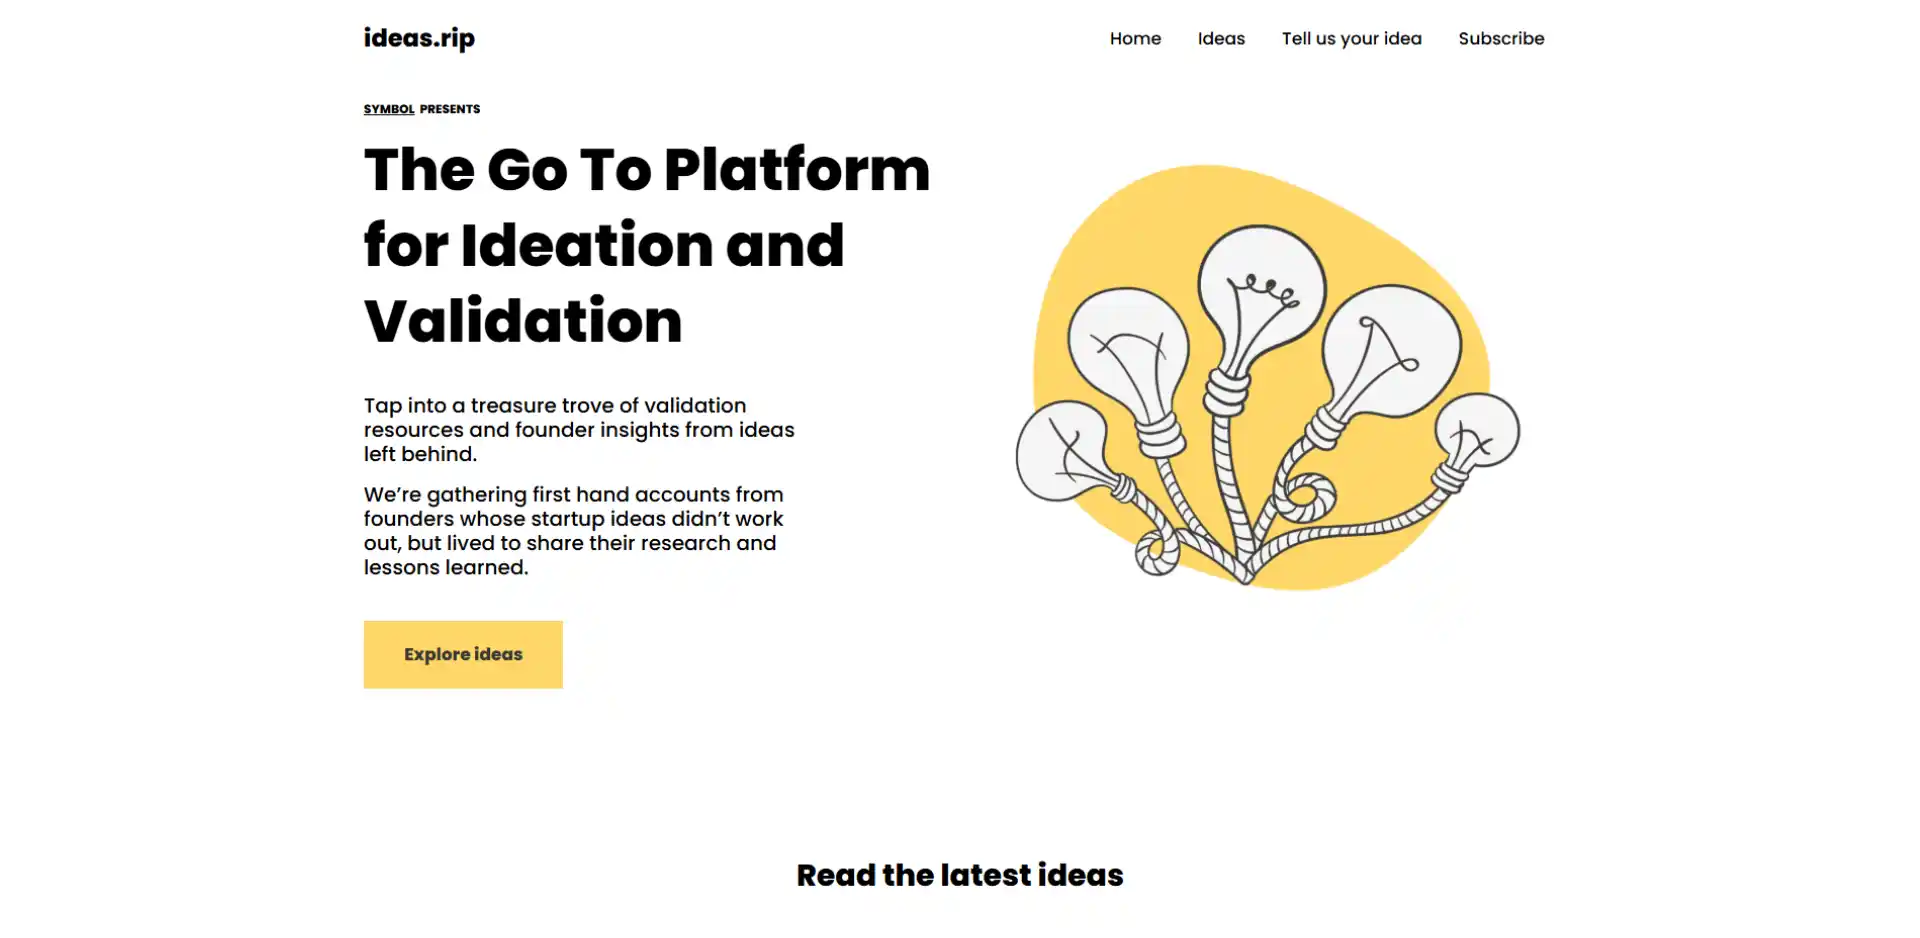 ideas.rip
Home Ideas Tell us your idea Subscribe
SYMBOL PRESENTS
The Go To Platform
for Ideation and
Validation
Tap into a treasure trove of validation
resources and founder insights from ideas
left behind.
We’re gathering first hand accounts from
founders whose startup ideas didn’t work
out, but lived to share their research and
lessons learned.
Explore ideas
Read the latest ideas